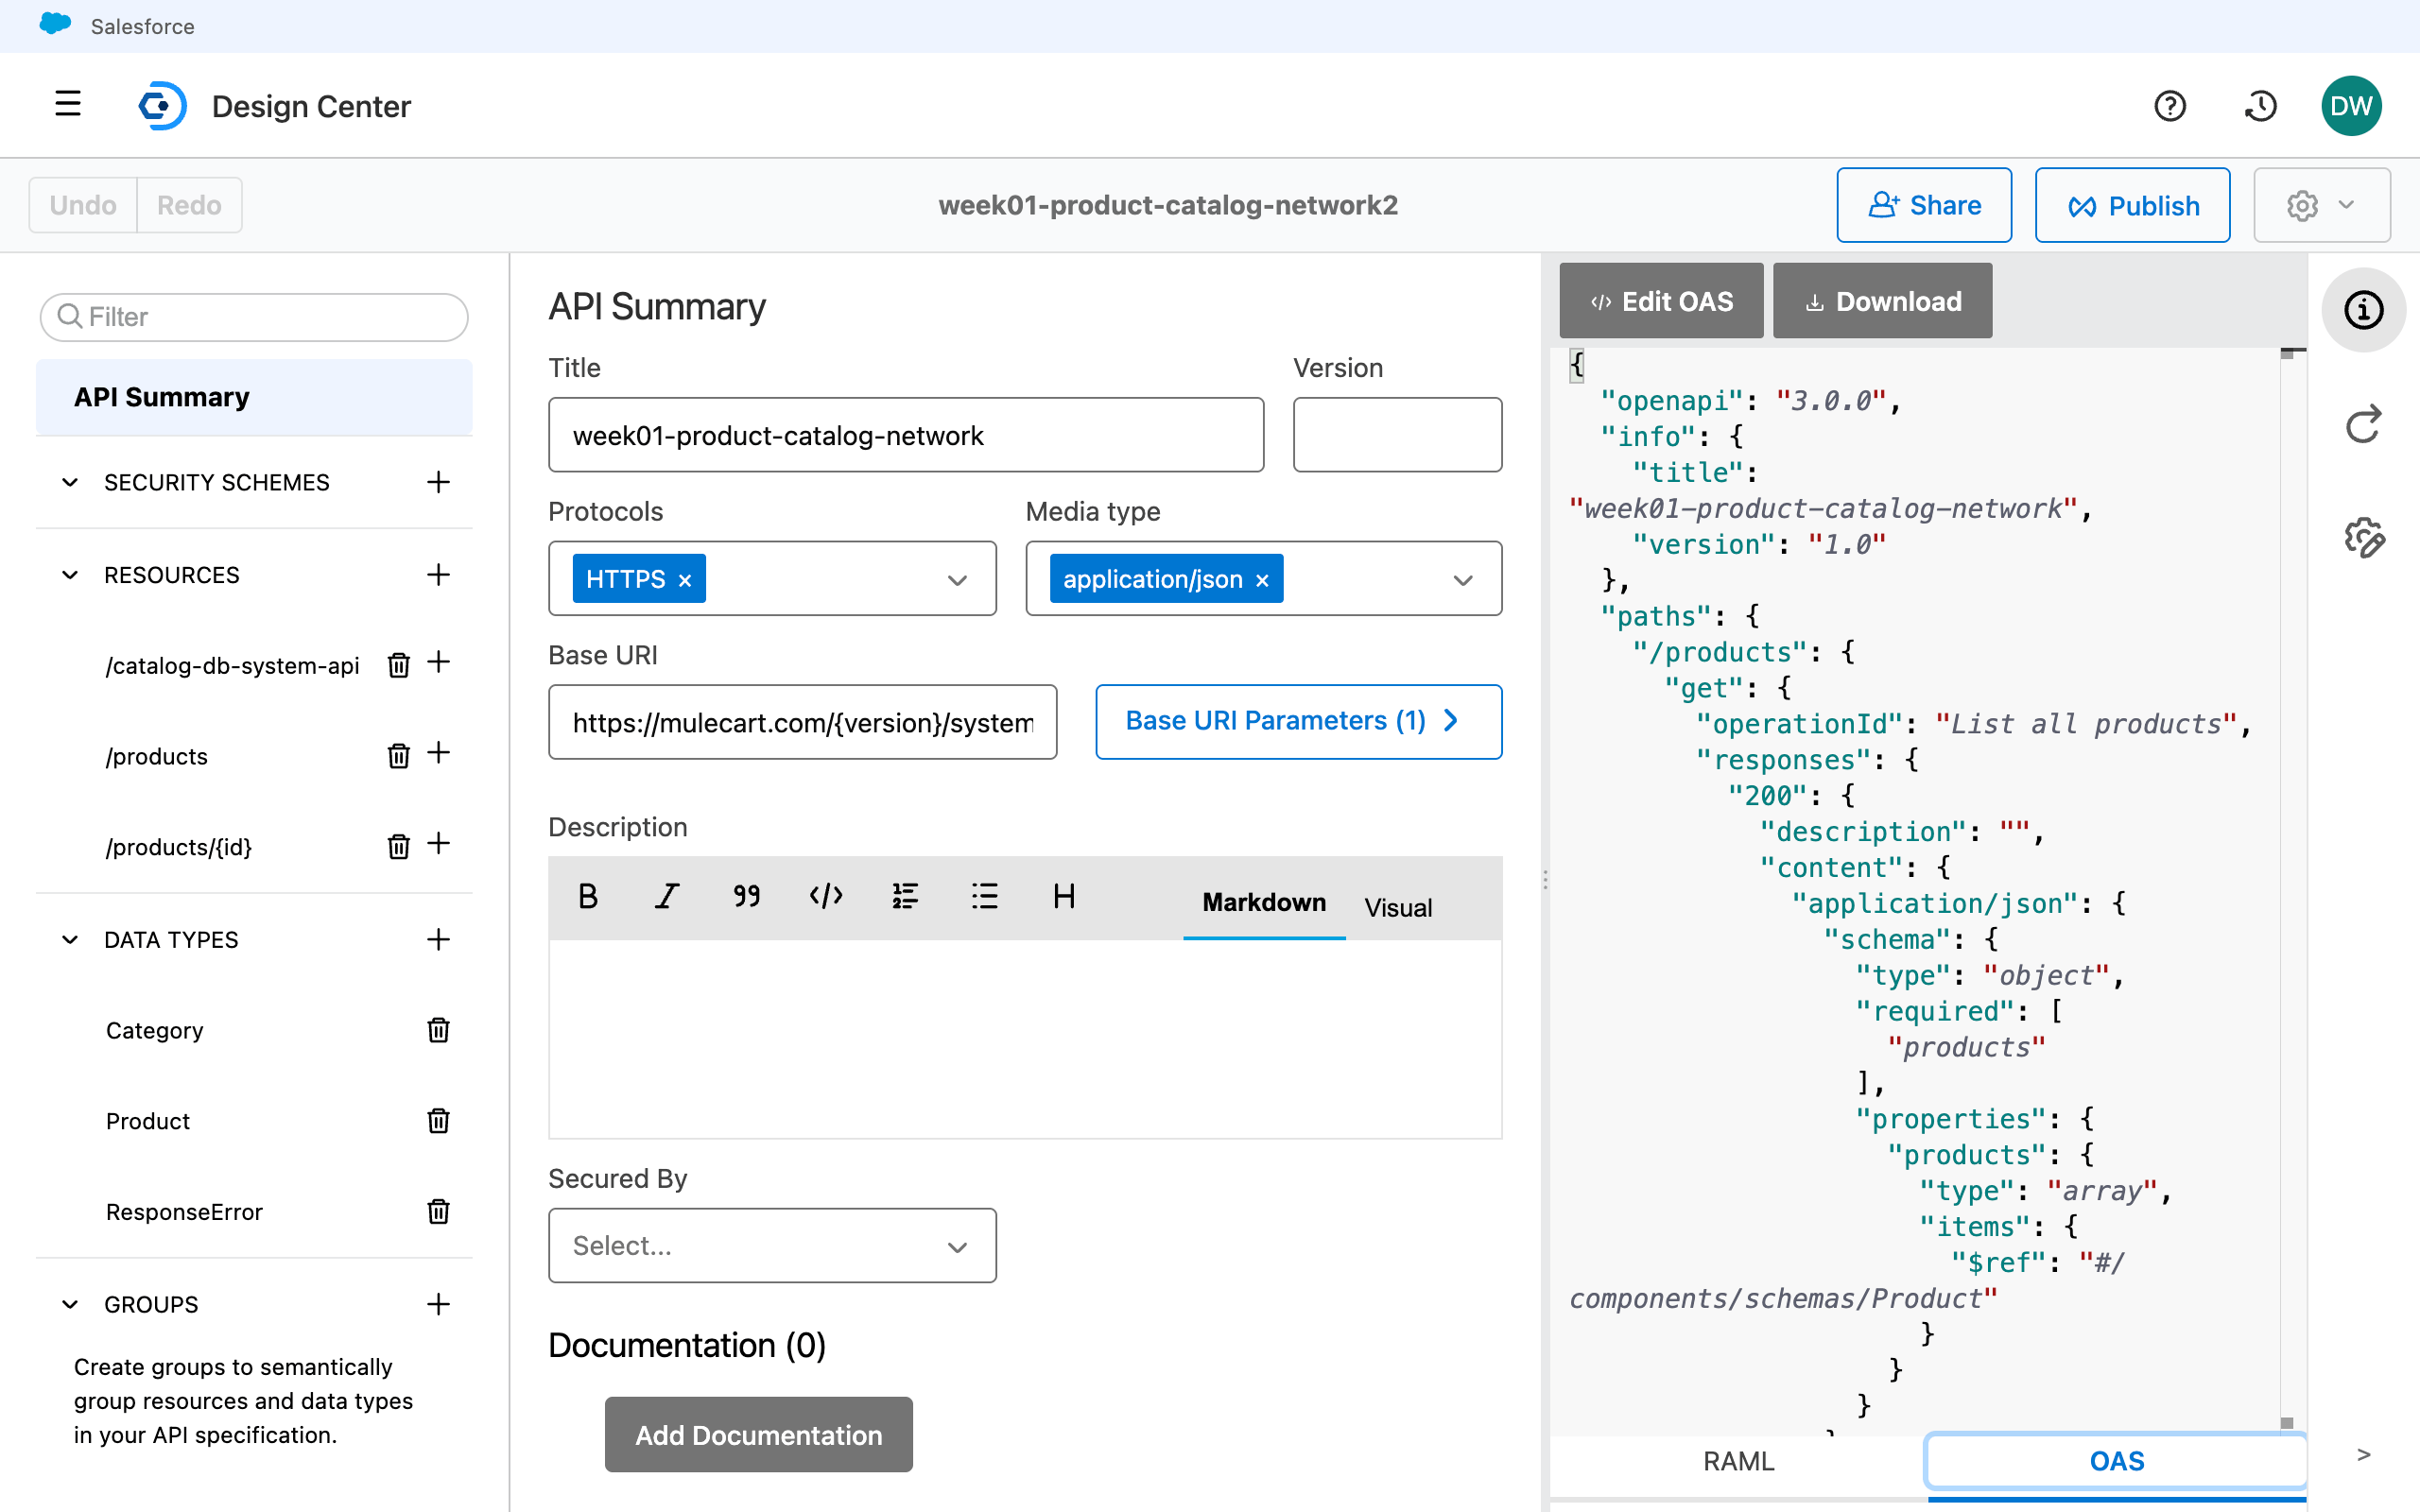 Salesforce
Design Center
DW
Undo
Redo
week01-product-catalog-network2
Share
Publish
Filter
API Summary
SECURITY SCHEMES
RESOURCES
/catalog-db-system-api
/products
/products/{id}
DATA TYPES
Category
Product
ResponseError
GROUPS
Create groups to semantically
group resources and data types
in your API specification.
API Summary
Title
Version
week01-product-catalog-network
Protocols
Media type
HTTPS ×
application/json ×
Base URI
https://mulecart.com/{version}/system
Base URI Parameters (1)
Description
B I 99 </> H
Markdown
Visual
Secured By
Select...
Documentation (0)
Add Documentation
</> Edit OAS
Download
{
"openapi": "3.0.0",
"info": {
"title":
"week01-product-catalog-network",
"version": "1.0"
},
"paths": {
"/products": {
"get": {
"operationId": "List all products",
"responses": {
"200": {
"description": "",
"content": {
"application/json": {
"schema": {
"type": "object",
"required": [
"products"
],
"properties": {
"products": {
"type": "array",
"items": {
"$ref": "#/
components/schemas/Product"
}
}
}
RAML
OAS
>